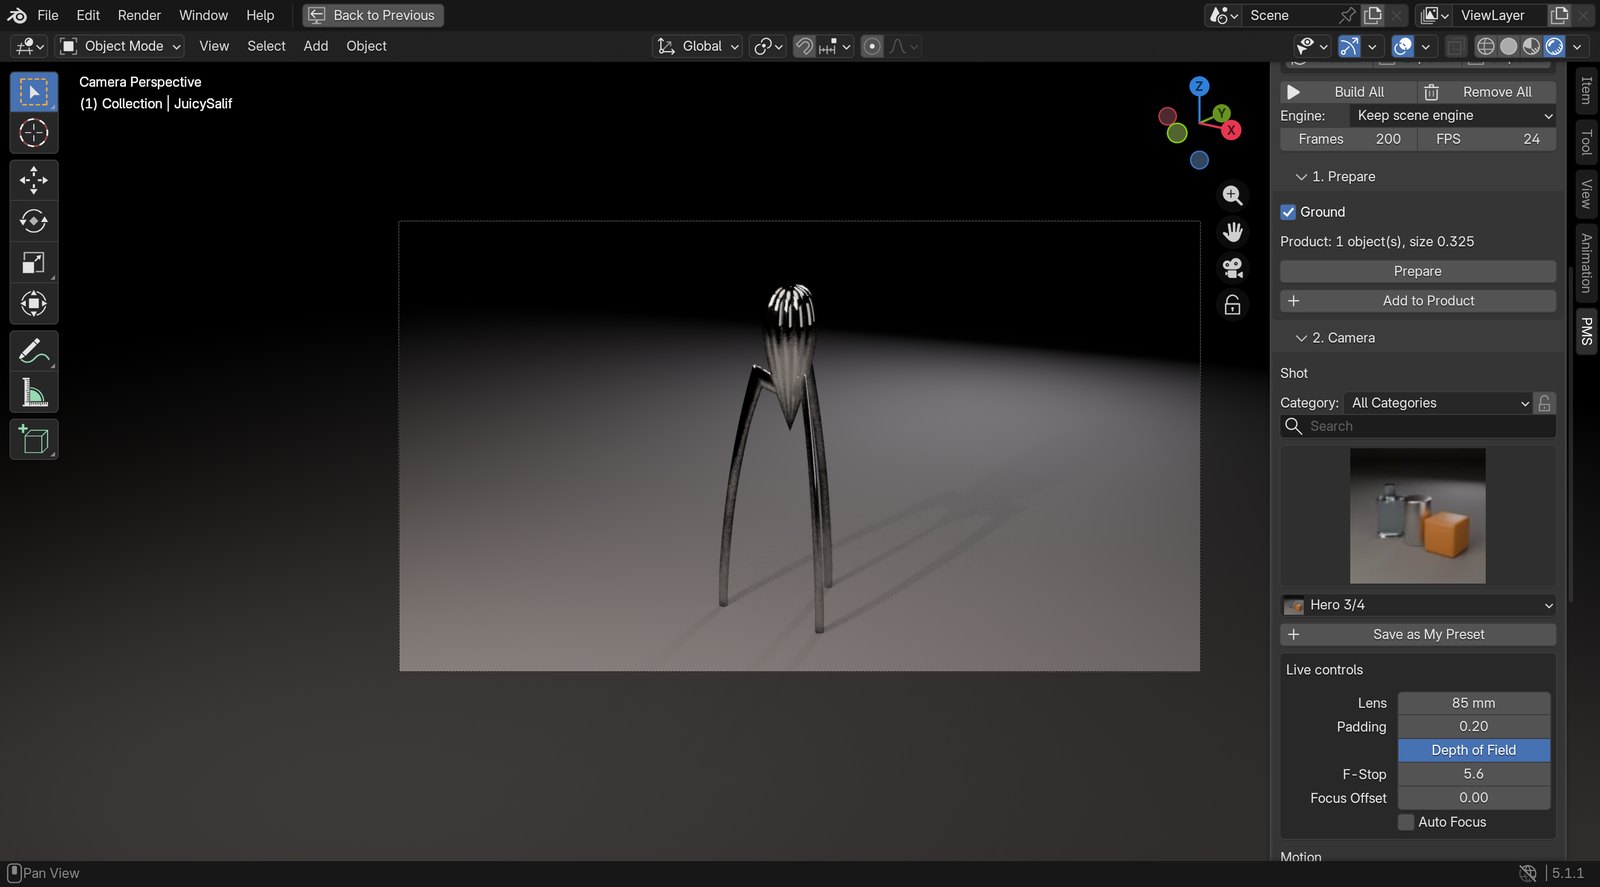 File Edit Render Window Help Back to Previous Scene ViewLayer
Object Mode View Select Add Object Global
Camera Perspective
(1) Collection | JuicySalif
Z
Y
X
Build All Remove All
Engine: Keep scene engine
Frames 200 FPS 24
1. Prepare
Ground
Product: 1 object(s), size 0.325
Prepare
Add to Product
2. Camera
Shot
Category: All Categories
Search
Hero 3/4
Save as My Preset
Live controls
Lens 85 mm
Padding 0.20
Depth of Field
F-Stop 5.6
Focus Offset 0.00
Auto Focus
Motion
Item
Tool
View
Animation
PMS
Pan View
5.1.1